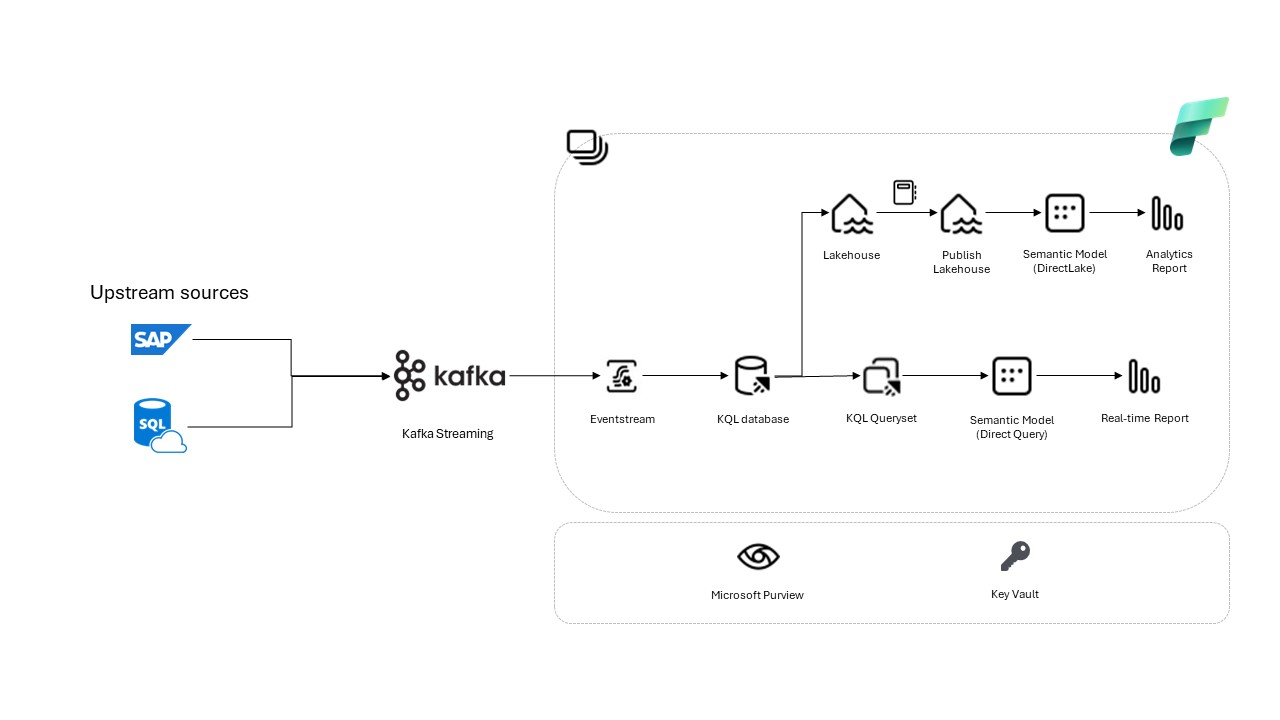 Upstream sources
SAP
SQL
kafka
Kafka Streaming
Lakehouse
Publish
Lakehouse
Semantic Model
(DirectLake)
Analytics
Report
Eventstream
KQL database
KQL Queryset
Semantic Model
(Direct Query)
Real-time Report
Microsoft Purview
Key Vault